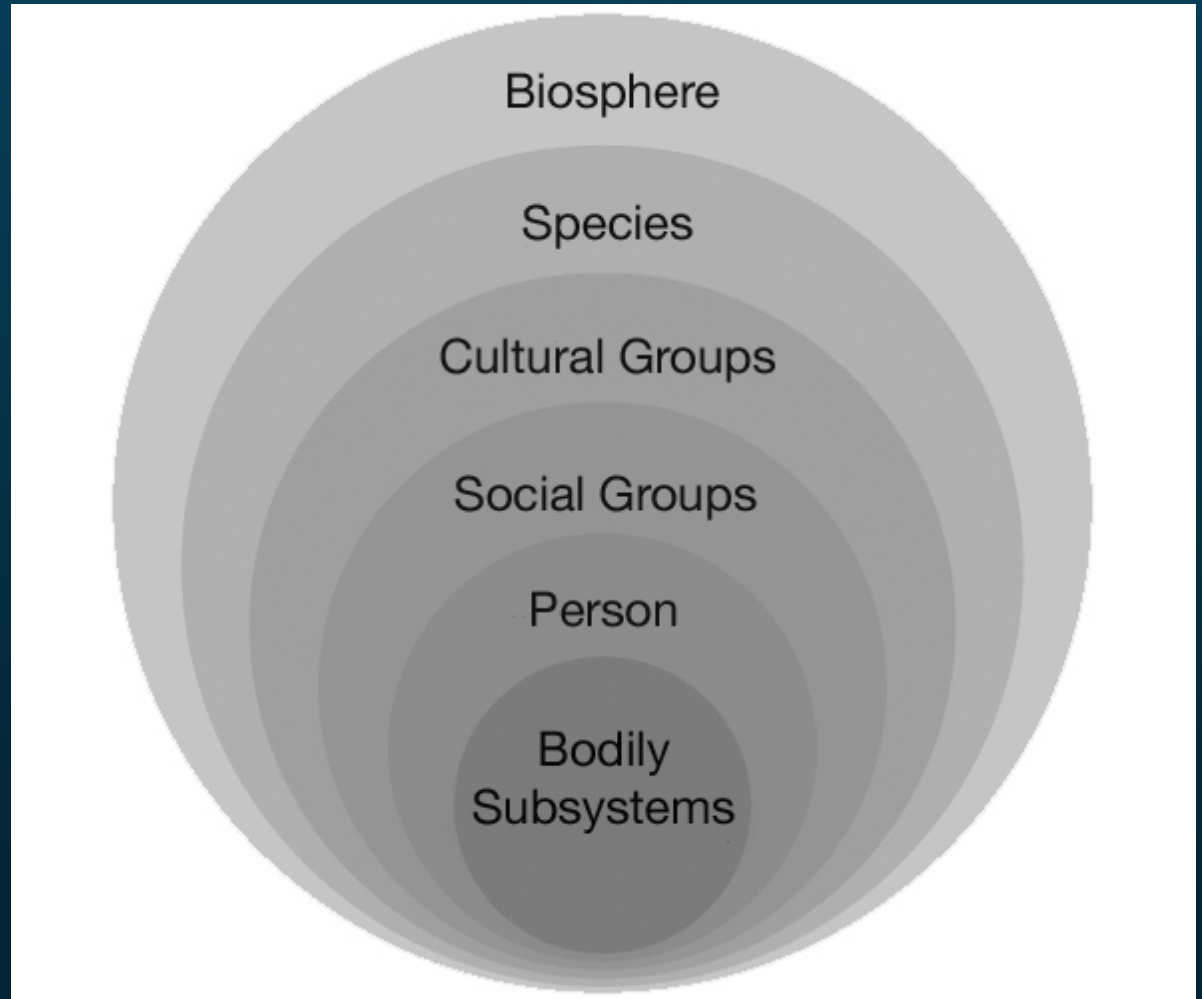 Biosphere
Species
Cultural Groups
Social Groups
Person
Bodily
Subsystems